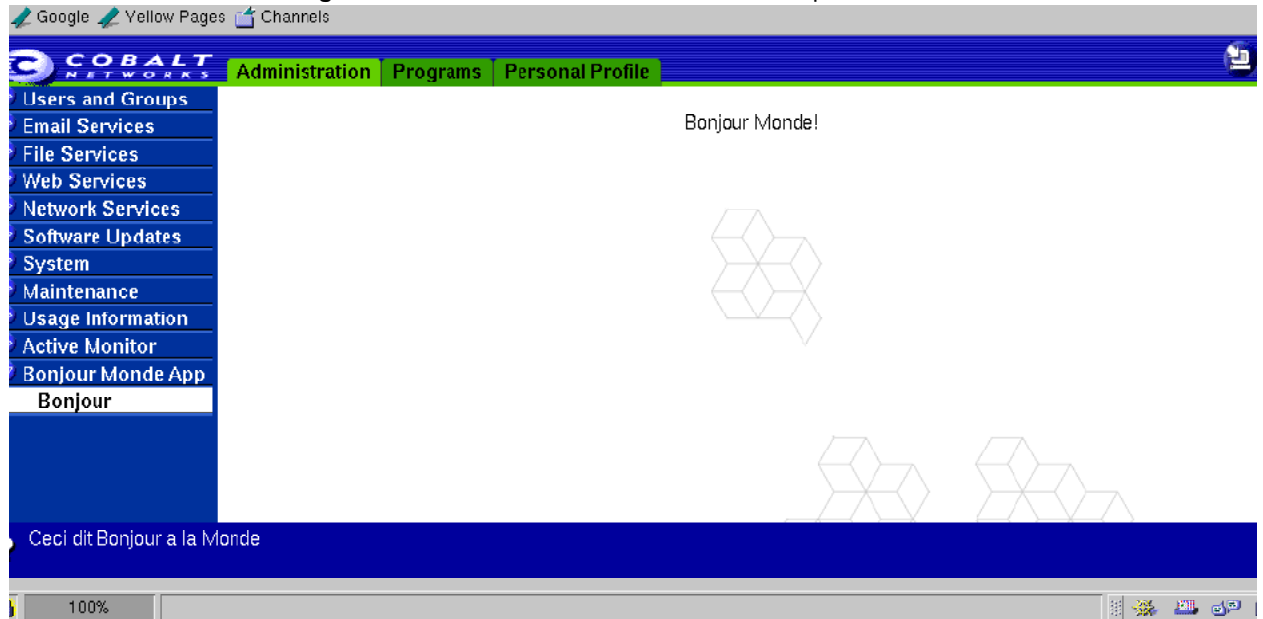 Google Yellow Pages Channels
COBALT
NETWORKS
Administration Programs Personal Profile
Users and Groups
Email Services
File Services
Web Services
Network Services
Software Updates
System
Maintenance
Usage Information
Active Monitor
Bonjour Monde App
Bonjour
Bonjour Monde!
Ceci dit Bonjour a la Monde
100%